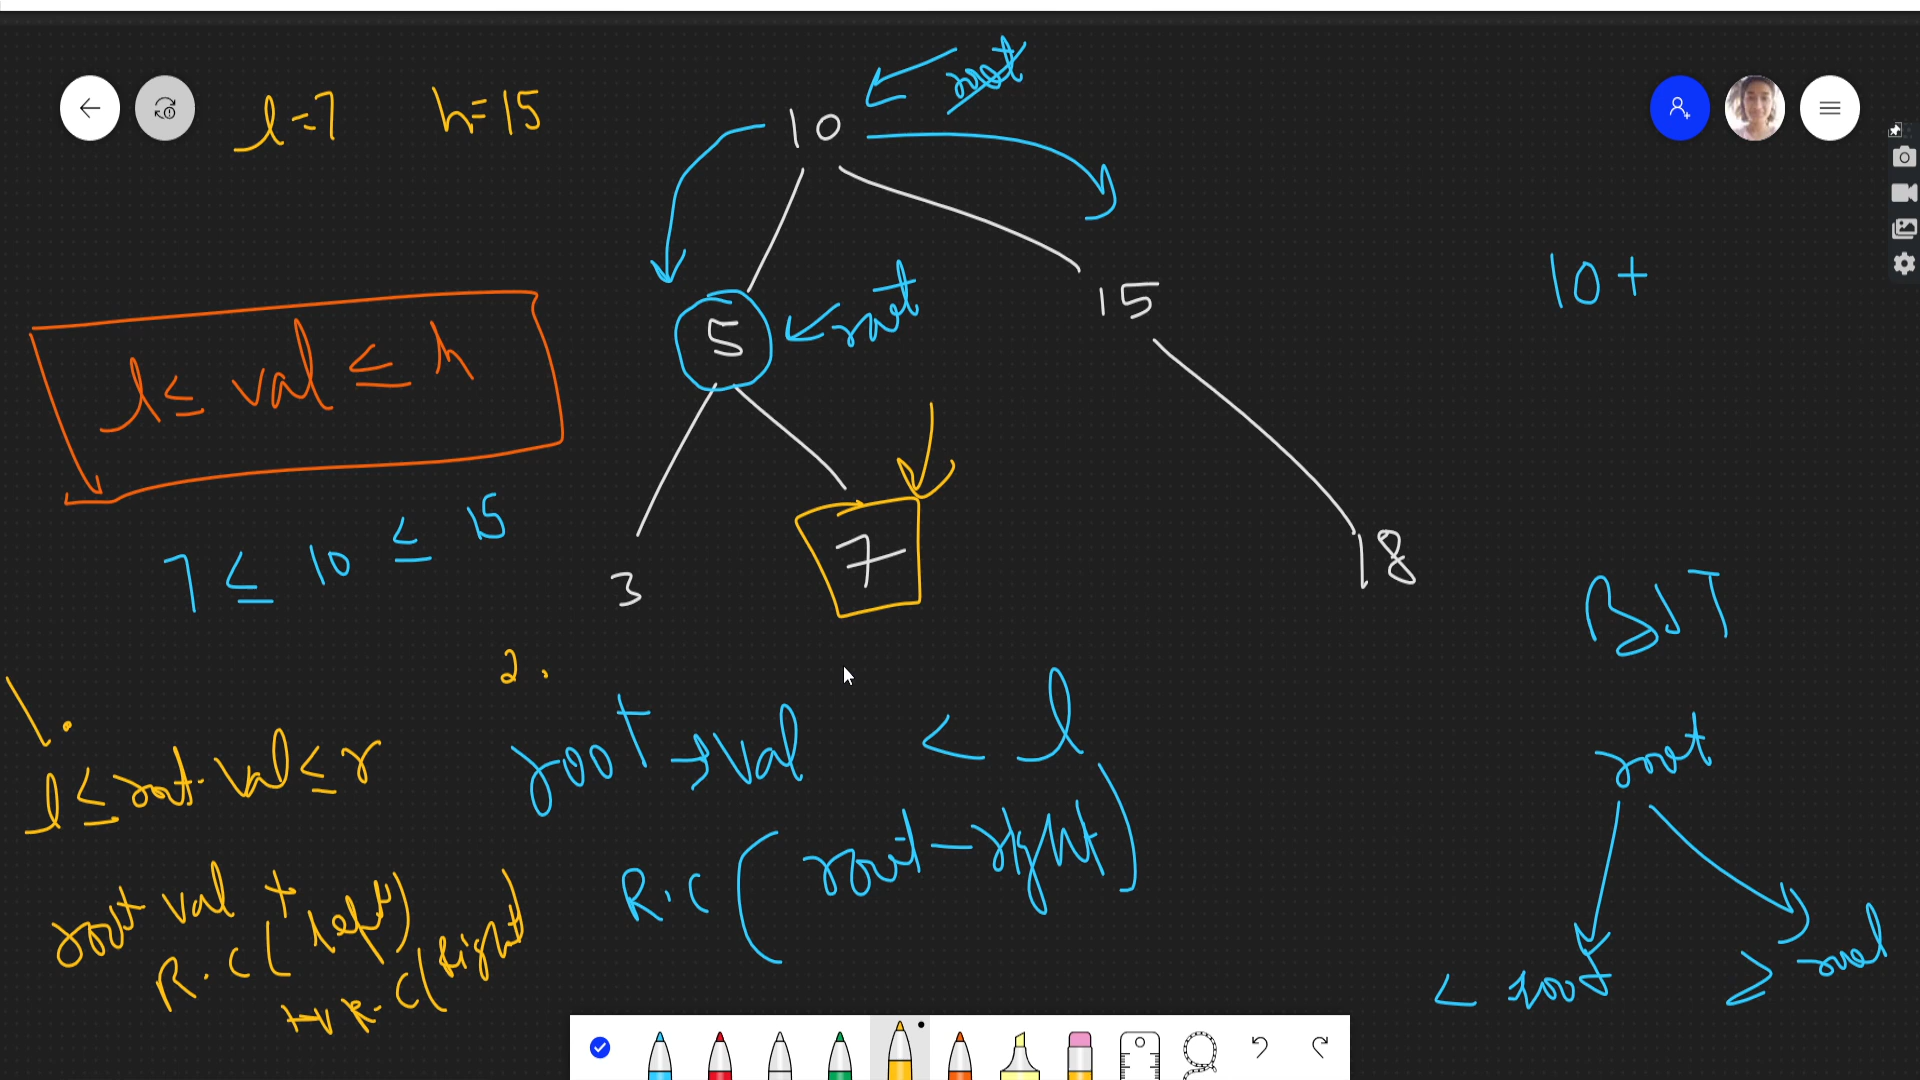 l=7 h=15
10 ← root
10+
5 ← root
15
l ≤ val ≤ h
7 ≤ 10 ≤ 15
3
7
18
BST
1.
l ≤ root-val ≤ r
root val +
R.C(left)
+ R.C(Right)
2.
root → val < l
R.C(root-right)
root
< root
≥ root